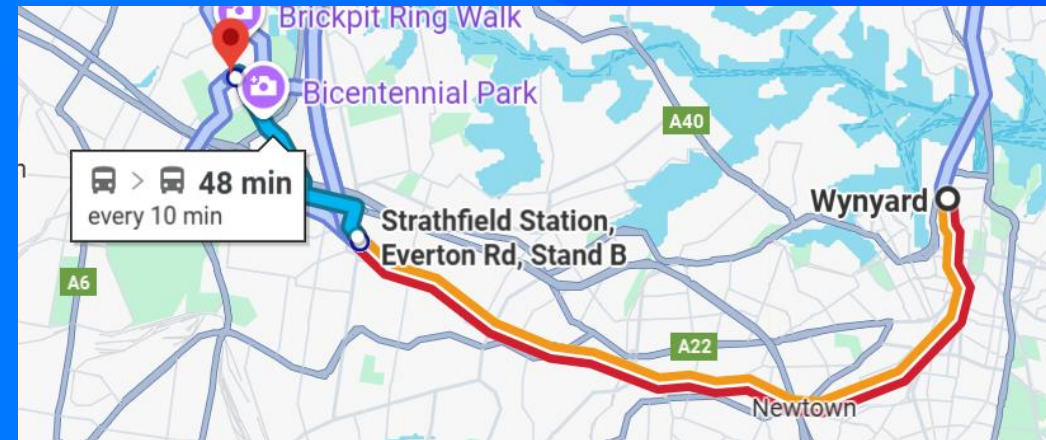 Brickpit Ring Walk
Bicentennial Park
A40
> 48 min
every 10 min
Wynyard
Strathfield Station,
Everton Rd, Stand B
A6
A22
Newtown